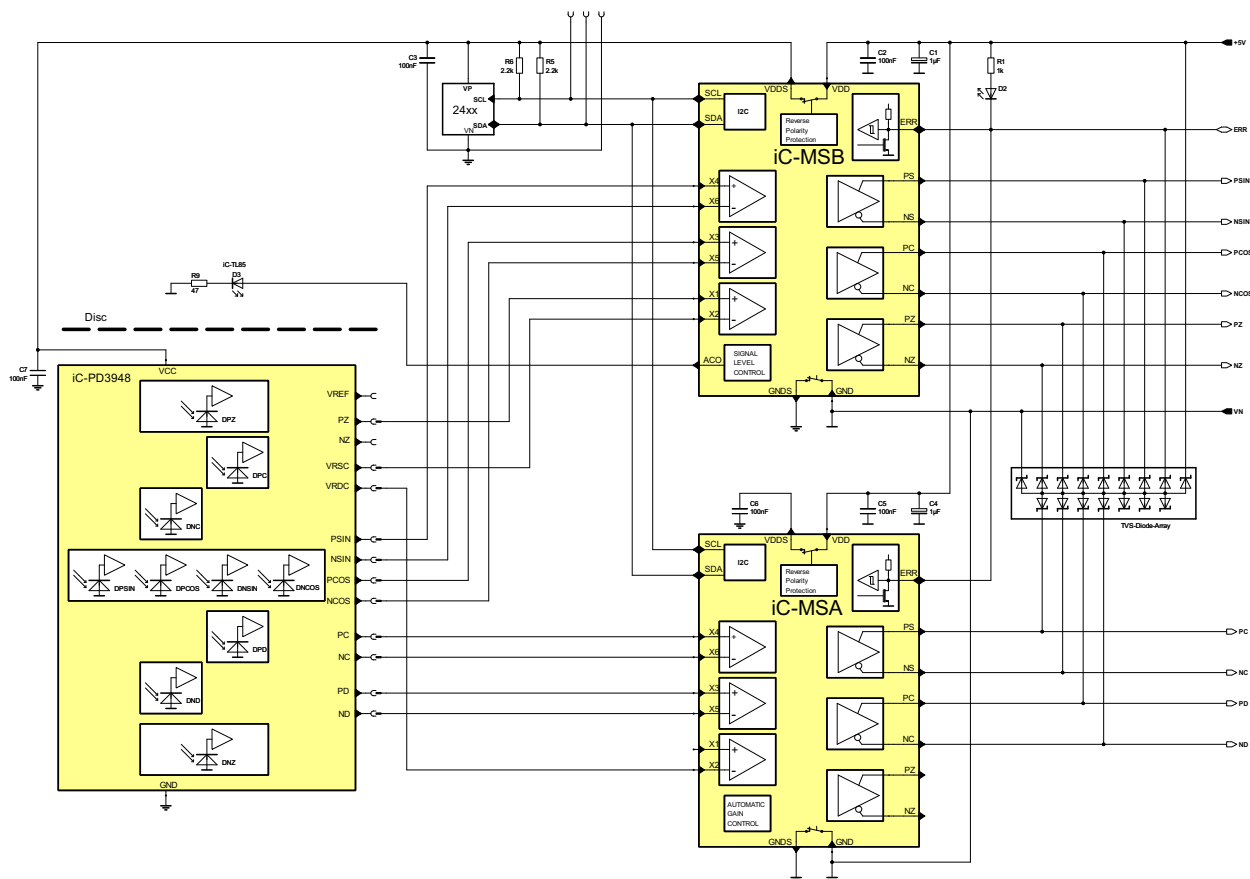 +5V
C3
100nF
R6
2.2k
R5
2.2k
C2
100nF
C1
1µF
R1
1k
D2
VP
SCL
24xx
SDA
VN
VDDS
VDD
SCL
I2C
SDA
Reverse
Polarity
Protection
ERR
ERR
iC-MSB
X4
X6
PS
PSIN
NS
NSIN
X3
X5
PC
PCOS
NC
NCOS
X1
X2
PZ
PZ
NZ
NZ
ACO
SIGNAL
LEVEL
CONTROL
GNDS
GND
VN
iC-TL85
D3
R9
47
Disc
C7
100nF
VCC
iC-PD3948
VREF
PZ
NZ
VRSC
VRDC
PSIN
NSIN
PCOS
NCOS
PC
NC
PD
ND
DPZ
DPC
DNC
DPSIN
DPCOS
DNSIN
DNCOS
DPD
DND
DNZ
GND
TVS-Diode-Array
C6
100nF
C5
100nF
C4
1µF
VDDS
VDD
SCL
I2C
SDA
Reverse
Polarity
Protection
ERR
iC-MSA
X4
X6
PS
PC
NS
NC
X3
X5
PC
PD
NC
ND
X1
X2
PZ
NZ
AUTOMATIC
GAIN
CONTROL
GNDS
GND